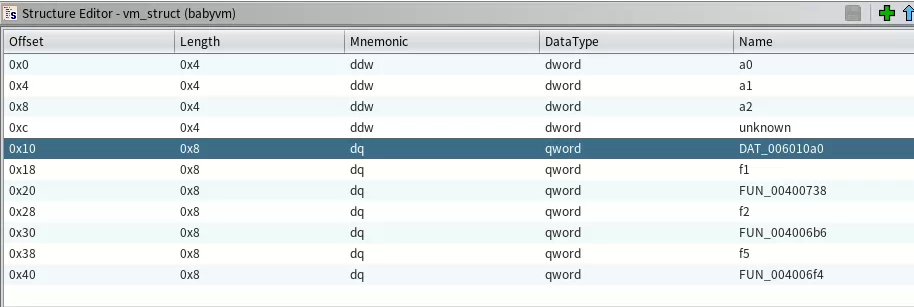 Structure Editor - vm_struct (babyvm)
Offset Length Mnemonic DataType Name
0x0 0x4 ddw dword a0
0x4 0x4 ddw dword a1
0x8 0x4 ddw dword a2
0xc 0x4 ddw dword unknown
0x10 0x8 dq qword DAT_006010a0
0x18 0x8 dq qword f1
0x20 0x8 dq qword FUN_00400738
0x28 0x8 dq qword f2
0x30 0x8 dq qword FUN_004006b6
0x38 0x8 dq qword f5
0x40 0x8 dq qword FUN_004006f4